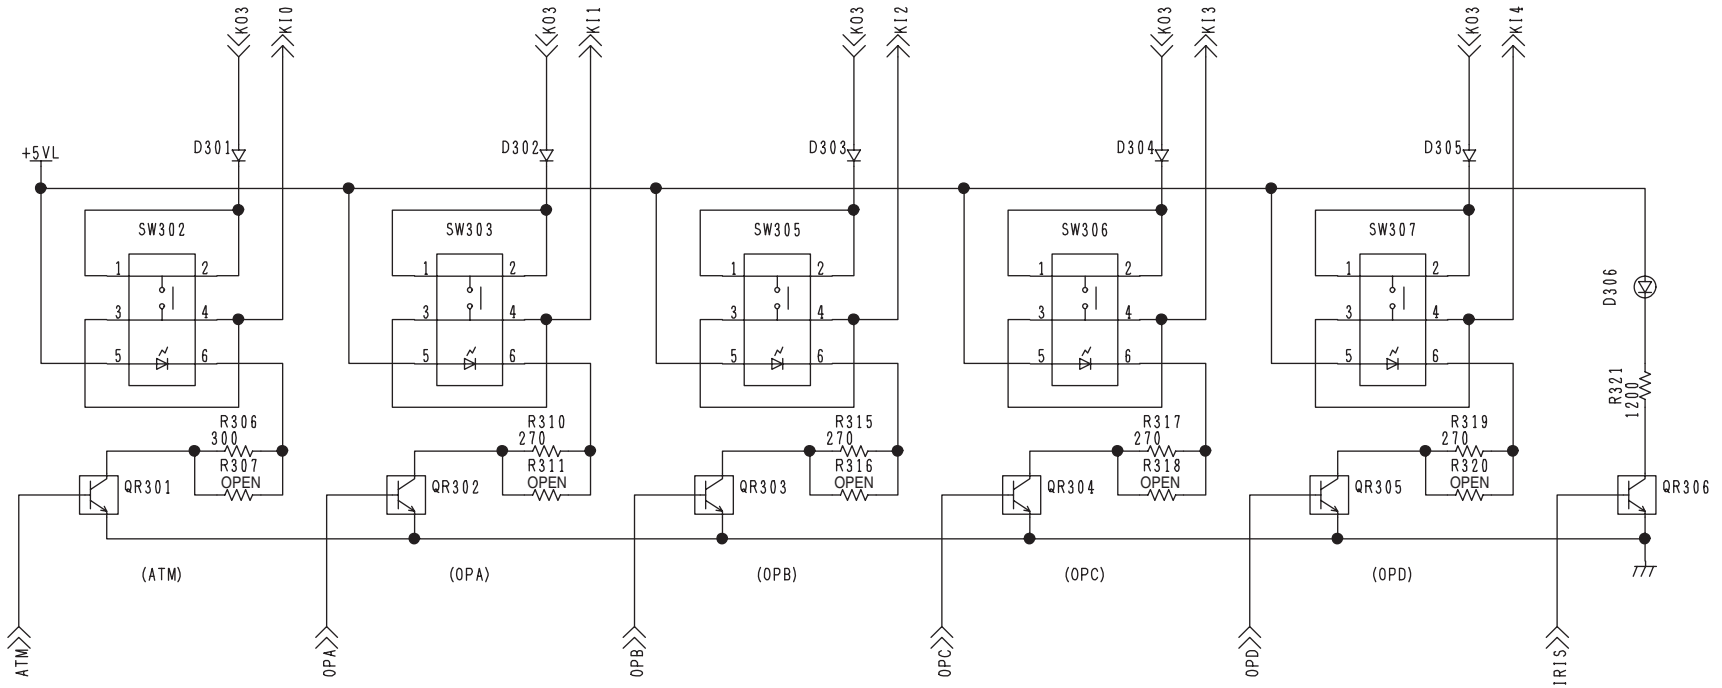 KO3 KI0 KO3 KI1 KO3 KI2 KO3 KI3 KO3 KI4
+5VL D301 D302 D303 D304 D305
SW302 SW303 SW305 SW306 SW307
1 2 1 2 1 2 1 2 1 2
D306
3 4 3 4 3 4 3 4 3 4
5 6 5 6 5 6 5 6 5 6
R321
1200
R306 R310 R315 R317 R319
300 270 270 270 270
R307 R311 R316 R318 R320
OPEN OPEN OPEN OPEN OPEN
QR301 QR302 QR303 QR304 QR305 QR306
(ATM) (OPA) (OPB) (OPC) (OPD)
ATM OPA OPB OPC OPD IRIS